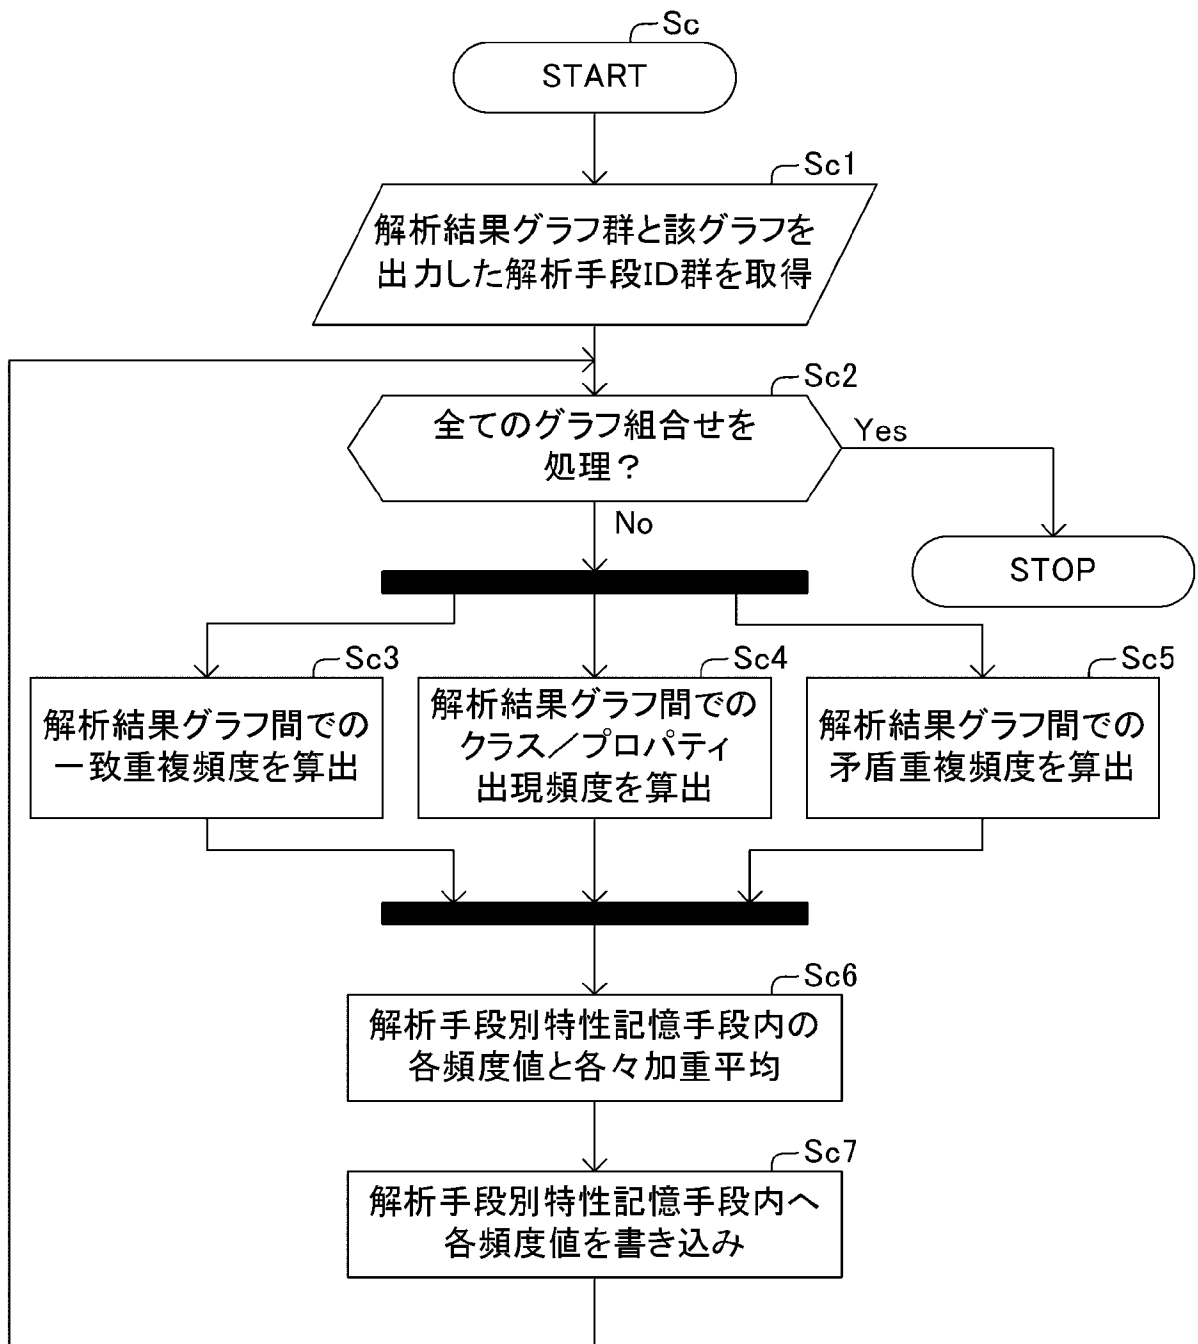 Sc
START
Sc1
解析結果グラフ群と該グラフを
出力した解析手段ID群を取得
Sc2
全てのグラフ組合せを
処理？
Yes
No
STOP
Sc3
解析結果グラフ間での
一致重複頻度を算出
Sc4
解析結果グラフ間での
クラス／プロパティ
出現頻度を算出
Sc5
解析結果グラフ間での
矛盾重複頻度を算出
Sc6
解析手段別特性記憶手段内の
各頻度値と各々加重平均
Sc7
解析手段別特性記憶手段内へ
各頻度値を書き込み